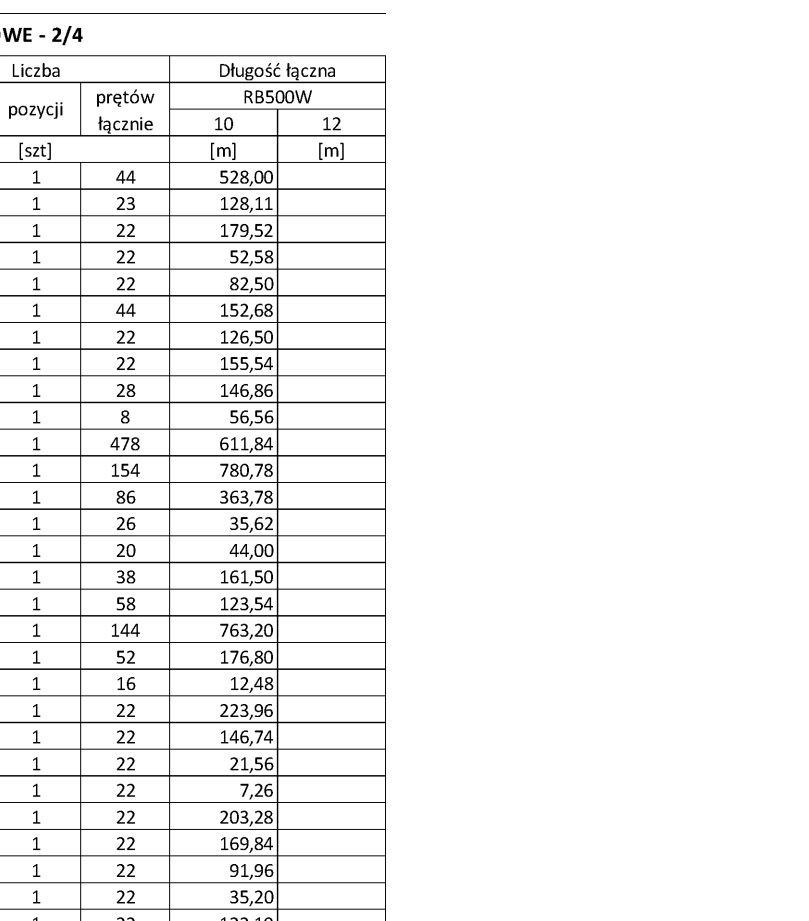 WE - 2/4
Liczba Długość łączna
pozycji prętów łącznie RB500W
10 12
[szt] [m] [m]
1 44 528,00
1 23 128,11
1 22 179,52
1 22 52,58
1 22 82,50
1 44 152,68
1 22 126,50
1 22 155,54
1 28 146,86
1 8 56,56
1 478 611,84
1 154 780,78
1 86 363,78
1 26 35,62
1 20 44,00
1 38 161,50
1 58 123,54
1 144 763,20
1 52 176,80
1 16 12,48
1 22 223,96
1 22 146,74
1 22 21,56
1 22 7,26
1 22 203,28
1 22 169,84
1 22 91,96
1 22 35,20